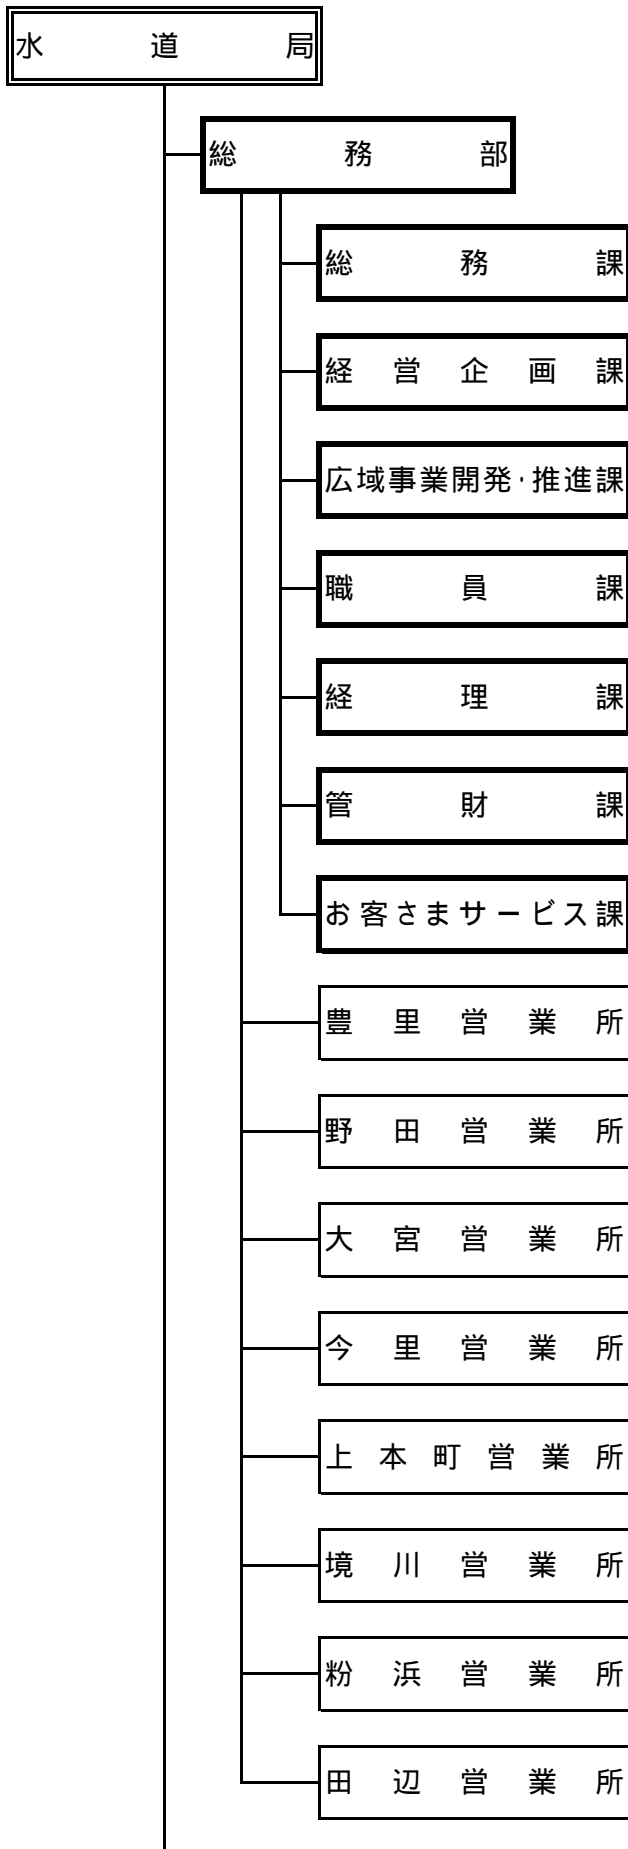 水道局
総務部
総務課
経営企画課
広域事業開発・推進課
職員課
経理課
管財課
お客さまサービス課
豊里営業所
野田営業所
大宮営業所
今里営業所
上本町営業所
境川営業所
粉浜営業所
田辺営業所